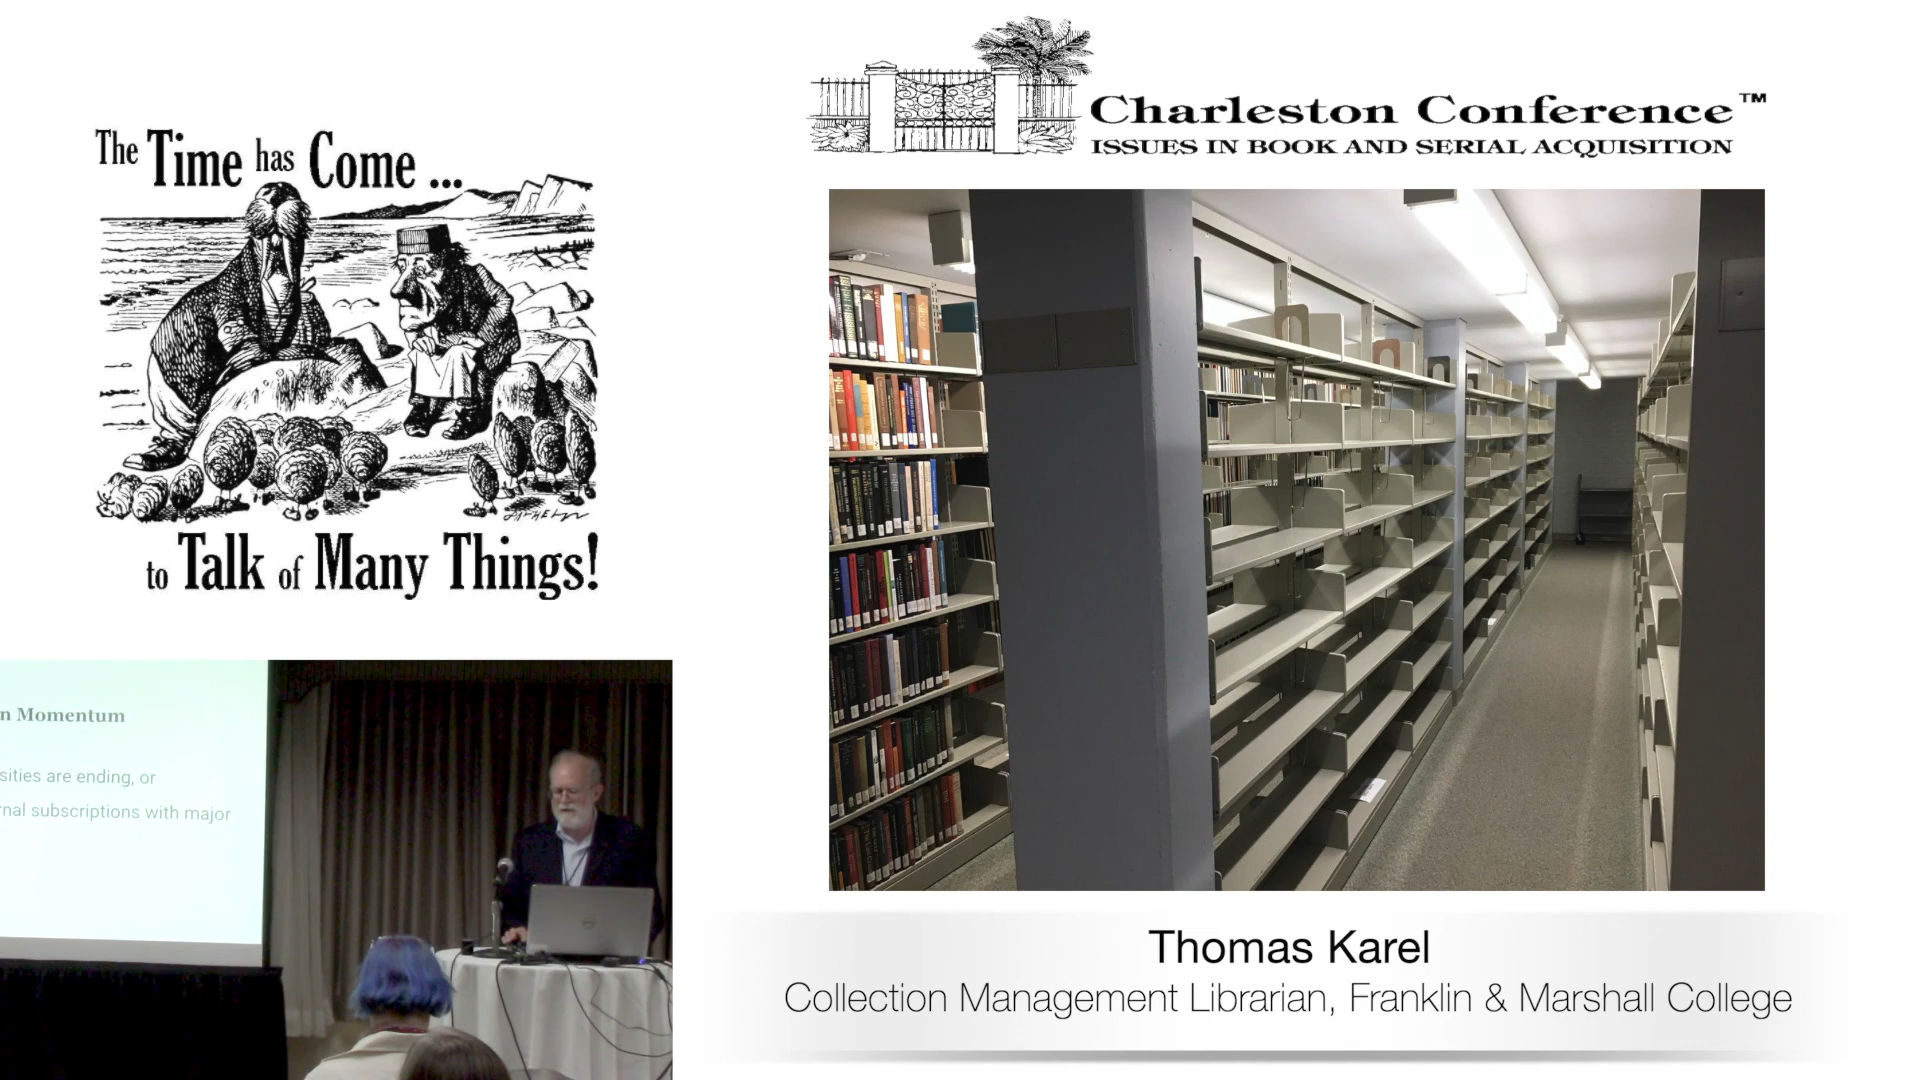 The Time has Come ...
to Talk of Many Things!
Charleston Conference™
ISSUES IN BOOK AND SERIAL ACQUISITION
n Momentum
sities are ending, or
rnal subscriptions with major
Thomas Karel
Collection Management Librarian, Franklin & Marshall College